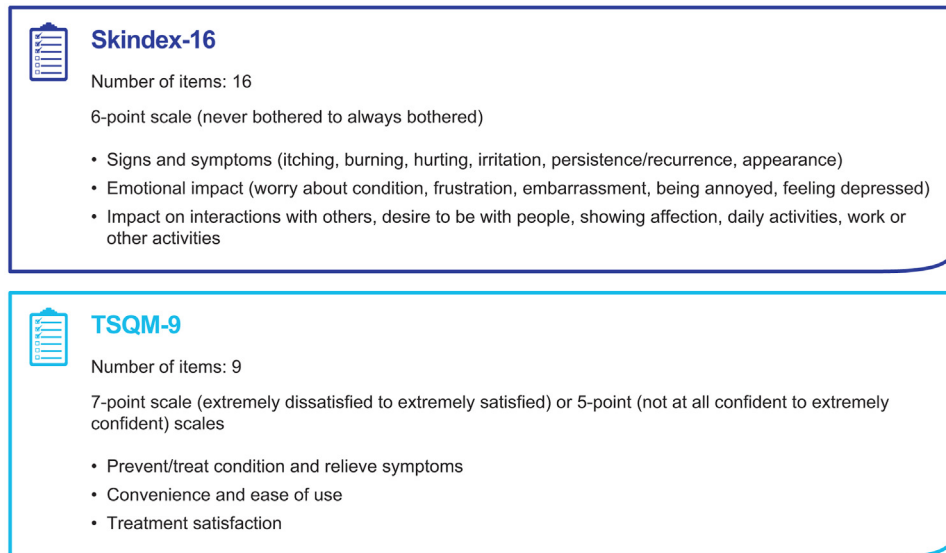 Skindex-16
Number of items: 16
6-point scale (never bothered to always bothered)
• Signs and symptoms (itching, burning, hurting, irritation, persistence/recurrence, appearance)
• Emotional impact (worry about condition, frustration, embarrassment, being annoyed, feeling depressed)
• Impact on interactions with others, desire to be with people, showing affection, daily activities, work or
other activities
TSQM-9
Number of items: 9
7-point scale (extremely dissatisfied to extremely satisfied) or 5-point (not at all confident to extremely
confident) scales
• Prevent/treat condition and relieve symptoms
• Convenience and ease of use
• Treatment satisfaction